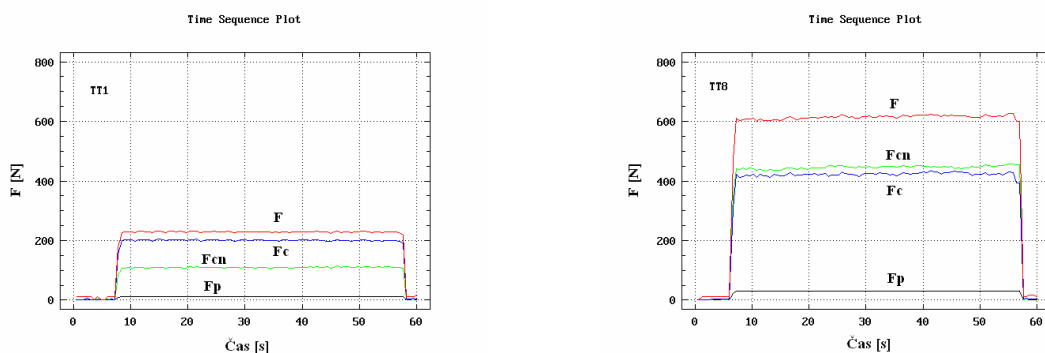 Time Sequence Plot
800
600
400
200
0
F [N]
TT1
F
Fc
Fcn
Fp
0 10 20 30 40 50 60
Čas [s]
Time Sequence Plot
800
600
400
200
0
F [N]
TT8
F
Fcn
Fc
Fp
0 10 20 30 40 50 60
Čas [s]